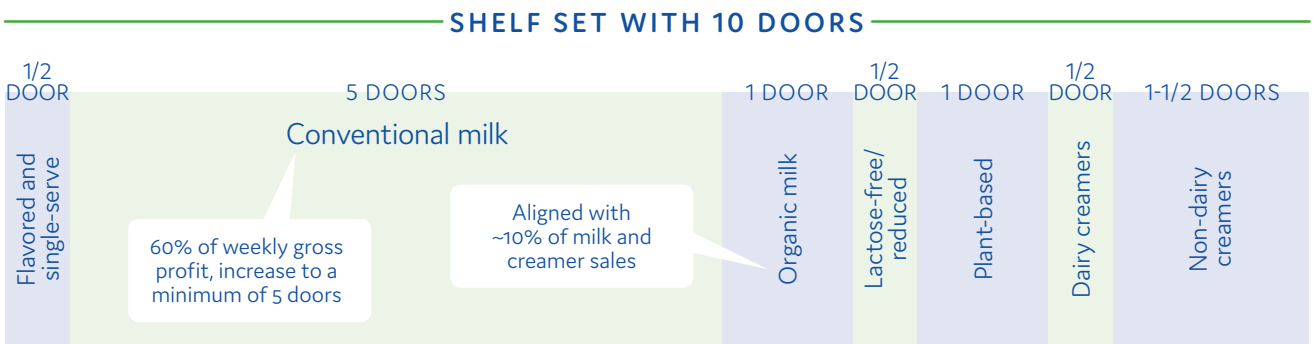 SHELF SET WITH 10 DOORS
1/2
DOOR
5 DOORS
1 DOOR
1/2
DOOR
1 DOOR
1/2
DOOR
1-1/2 DOORS
Flavored and
single-serve
Conventional milk
60% of weekly gross
profit, increase to a
minimum of 5 doors
Aligned with
~10% of milk and
creamer sales
Organic milk
Lactose-free/
reduced
Plant-based
Dairy creamers
Non-dairy
creamers